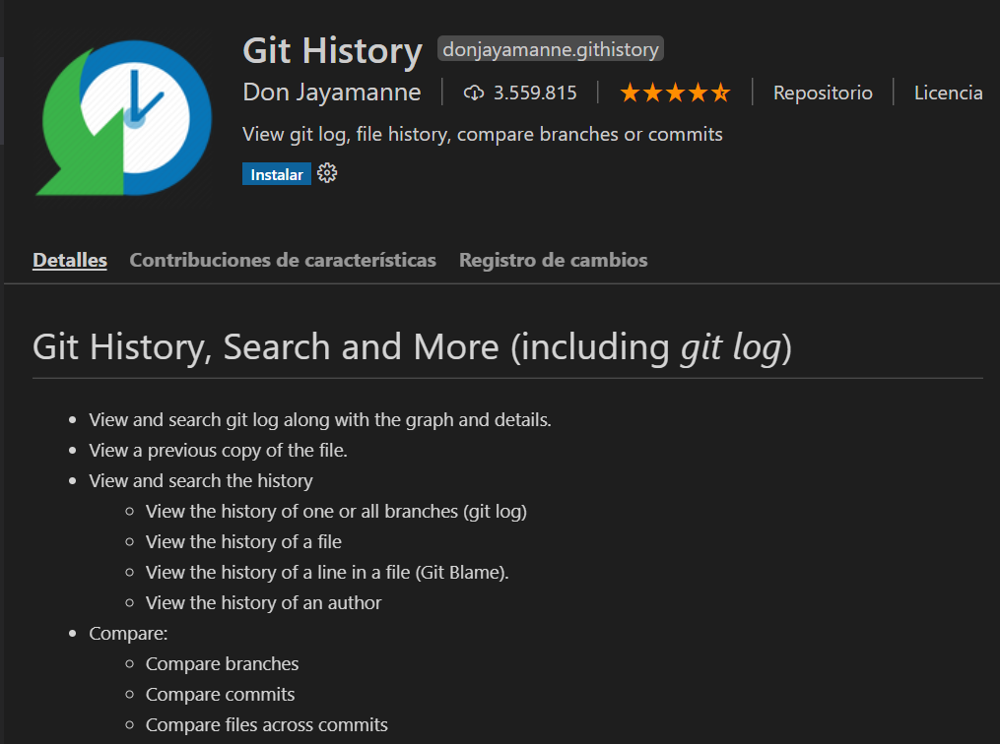 Git History donjayamanne.githistory
Don Jayamanne 3.559.815 Repositorio Licencia
View git log, file history, compare branches or commits
Instalar
Detalles Contribuciones de características Registro de cambios
Git History, Search and More (including git log)
View and search git log along with the graph and details.
View a previous copy of the file.
View and search the history
View the history of one or all branches (git log)
View the history of a file
View the history of a line in a file (Git Blame).
View the history of an author
Compare:
Compare branches
Compare commits
Compare files across commits